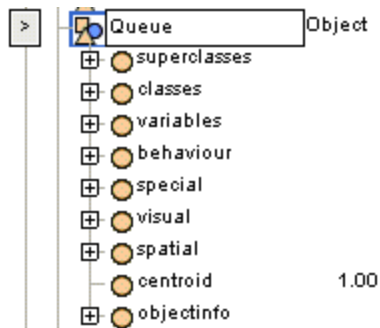 > Queue Object
superclasses
classes
variables
behaviour
special
visual
spatial
centroid 1.00
objectinfo